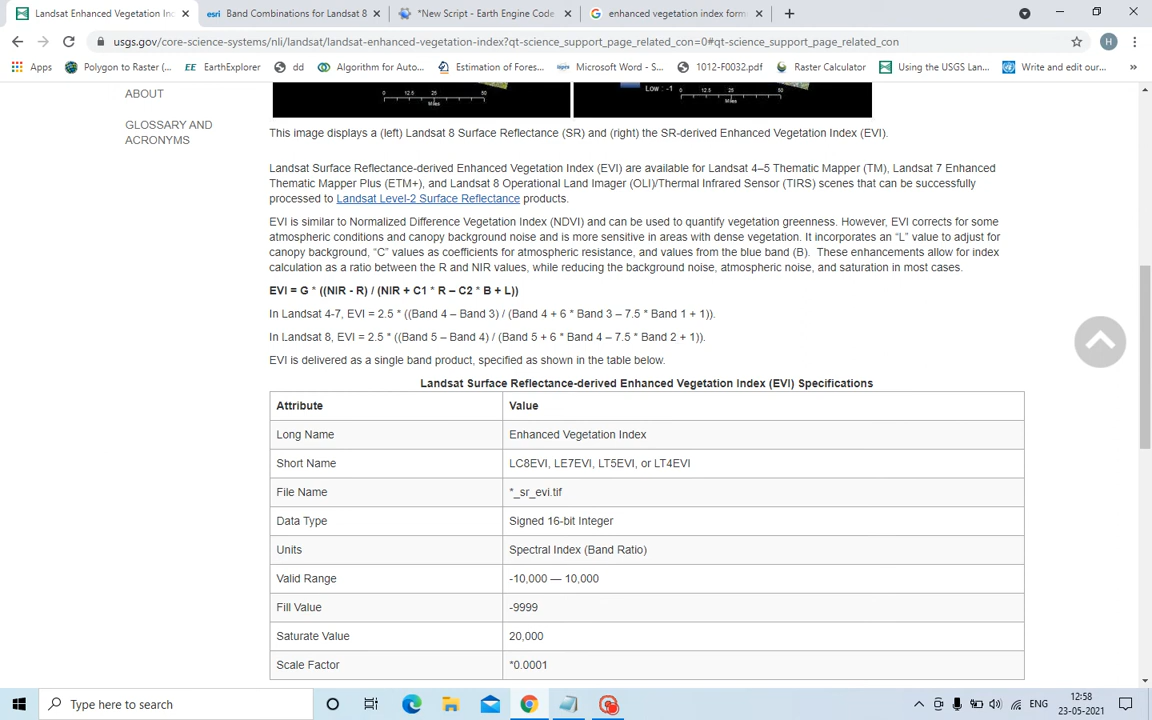 Landsat Enhanced Vegetation Ind
Band Combinations for Landsat 8
*New Script - Earth Engine Code
enhanced vegetation index form
usgs.gov/core-science-systems/nli/landsat/landsat-enhanced-vegetation-index?qt-science_support_page_related_con=0#qt-science_support_page_related_con
H
Apps
Polygon to Raster (...
EE EarthExplorer
dd
Algorithm for Auto...
Estimation of Fores...
Microsoft Word - S...
1012-F0032.pdf
Raster Calculator
Using the USGS Lan...
Write and edit our...
»
ABOUT
GLOSSARY AND
ACRONYMS
0 12.5 25 50
Miles
Low : -1
0 12.5 25 50
Miles
This image displays a (left) Landsat 8 Surface Reflectance (SR) and (right) the SR-derived Enhanced Vegetation Index (EVI).
Landsat Surface Reflectance-derived Enhanced Vegetation Index (EVI) are available for Landsat 4–5 Thematic Mapper (TM), Landsat 7 Enhanced
Thematic Mapper Plus (ETM+), and Landsat 8 Operational Land Imager (OLI)/Thermal Infrared Sensor (TIRS) scenes that can be successfully
processed to Landsat Level-2 Surface Reflectance products.
EVI is similar to Normalized Difference Vegetation Index (NDVI) and can be used to quantify vegetation greenness. However, EVI corrects for some
atmospheric conditions and canopy background noise and is more sensitive in areas with dense vegetation. It incorporates an “L” value to adjust for
canopy background, “C” values as coefficients for atmospheric resistance, and values from the blue band (B).  These enhancements allow for index
calculation as a ratio between the R and NIR values, while reducing the background noise, atmospheric noise, and saturation in most cases.
EVI = G * ((NIR - R) / (NIR + C1 * R – C2 * B + L))
In Landsat 4-7, EVI = 2.5 * ((Band 4 – Band 3) / (Band 4 + 6 * Band 3 – 7.5 * Band 1 + 1)).
In Landsat 8, EVI = 2.5 * ((Band 5 – Band 4) / (Band 5 + 6 * Band 4 – 7.5 * Band 2 + 1)).
EVI is delivered as a single band product, specified as shown in the table below.
Landsat Surface Reflectance-derived Enhanced Vegetation Index (EVI) Specifications
Attribute Value
Long Name Enhanced Vegetation Index
Short Name LC8EVI, LE7EVI, LT5EVI, or LT4EVI
File Name *_sr_evi.tif
Data Type Signed 16-bit Integer
Units Spectral Index (Band Ratio)
Valid Range -10,000 — 10,000
Fill Value -9999
Saturate Value 20,000
Scale Factor *0.0001
Type here to search
ENG
12:58
23-05-2021